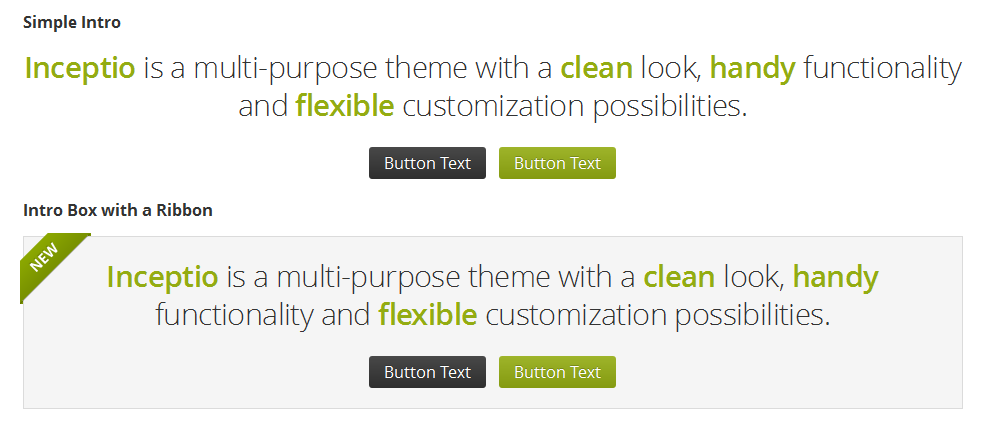 Simple Intro
Inceptio is a multi-purpose theme with a clean look, handy functionality
and flexible customization possibilities.
Button Text Button Text
Intro Box with a Ribbon
NEW
Inceptio is a multi-purpose theme with a clean look, handy
functionality and flexible customization possibilities.
Button Text Button Text